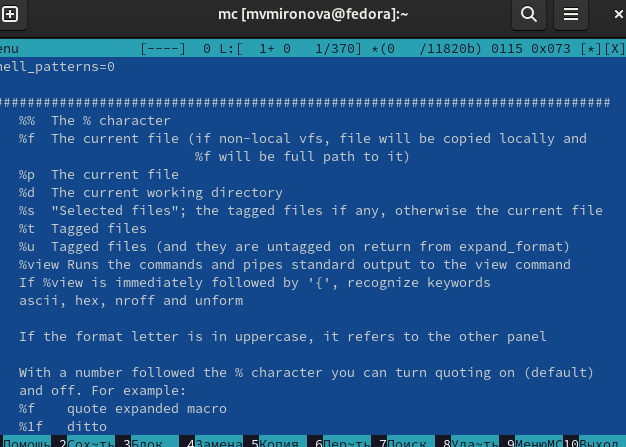 mc [mvmironova@fedora]:~
enu [----] 0 L:[ 1+ 0 1/370] *(0 /11820b) 0115 0x073 [*][X]
hell_patterns=0
##############################################################################
%% The % character
%f The current file (if non-local vfs, file will be copied locally and
%f will be full path to it)
%p The current file
%d The current working directory
%s "Selected files"; the tagged files if any, otherwise the current file
%t Tagged files
%u Tagged files (and they are untagged on return from expand_format)
%view Runs the commands and pipes standard output to the view command
If %view is immediately followed by '{', recognize keywords
ascii, hex, nroff and unform
If the format letter is in uppercase, it refers to the other panel
With a number followed the % character you can turn quoting on (default)
and off. For example:
%f quote expanded macro
%1f ditto
Помощь 2Сох~ть 3Блок 4Замена 5Копия 6Пер~ть 7Поиск 8Уда~ть 9МенюMC 10Выход